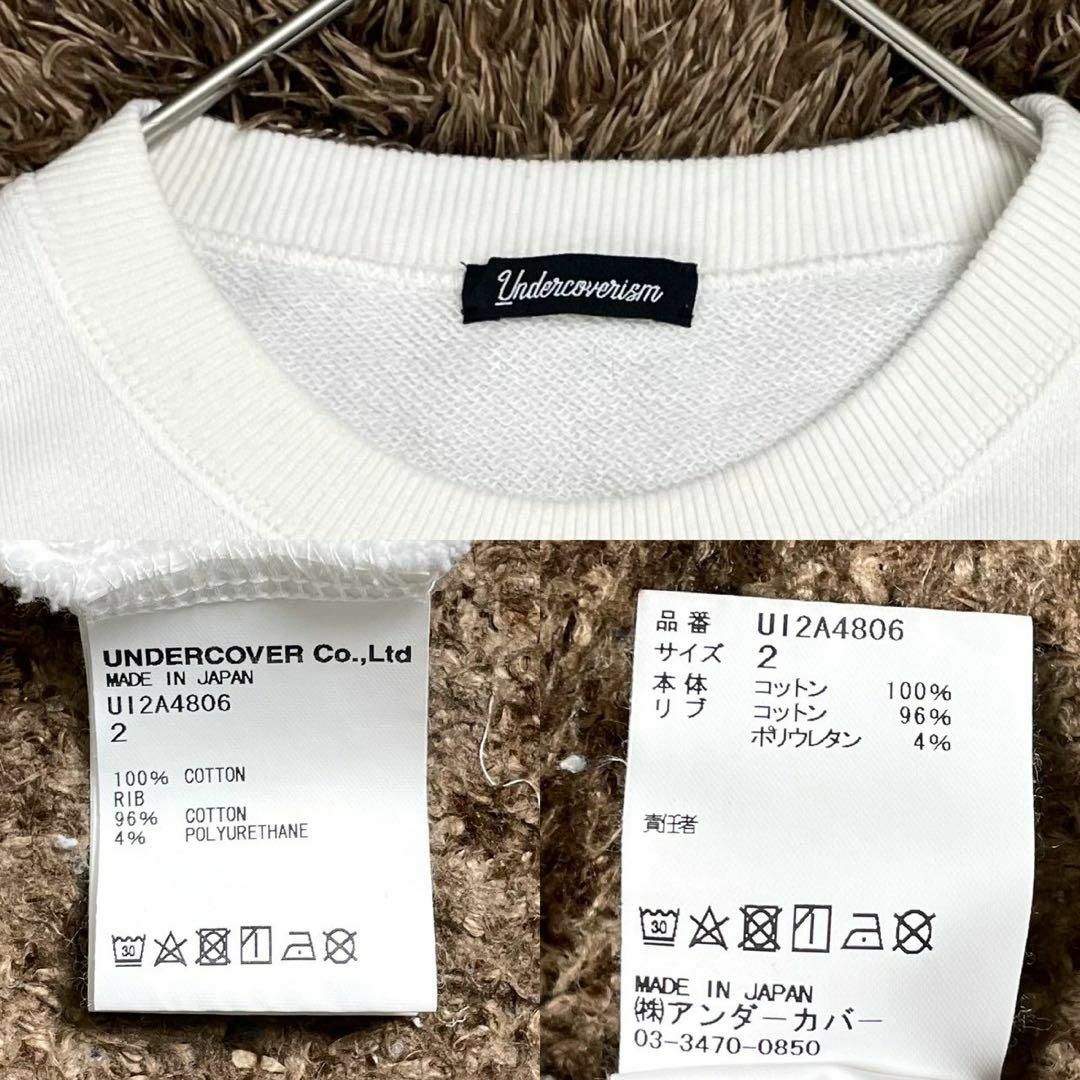 Undercoverism
UNDERCOVER Co.,Ltd
MADE IN JAPAN
UI2A4806
2
100% COTTON
RIB
96% COTTON
4% POLYURETHANE
30
品番 UI2A4806
サイズ 2
本体 コットン 100%
リブ コットン 96%
ポリウレタン 4%
責任者
30
MADE IN JAPAN
㈱アンダーカバー
03-3470-0850